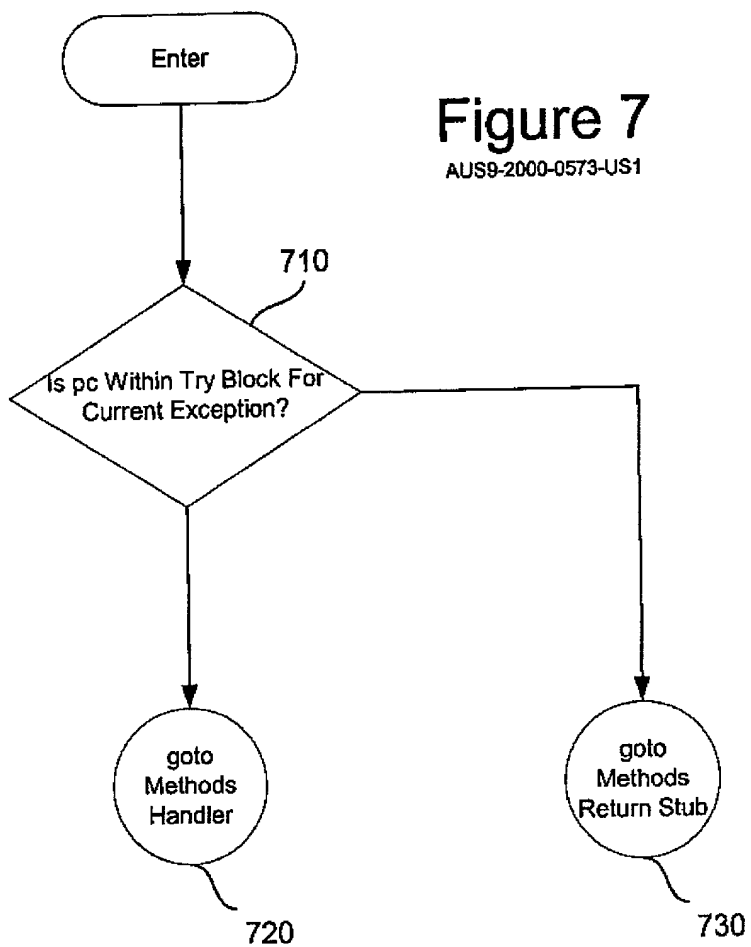 Enter
Figure 7
AUS9-2000-0573-US1
710
Is pc Within Try Block For
Current Exception?
goto
Methods
Handler
goto
Methods
Return Stub
720
730